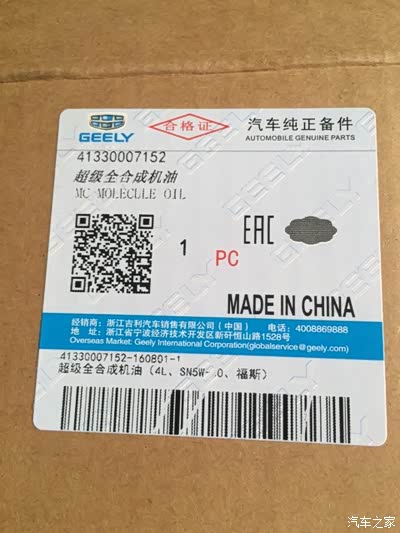 GEELY
合格证
汽车纯正备件
AUTOMOBILE GENUINE PARTS
41330007152
超级全合成机油
MC MOLECULE OIL
1 PC
EAC
MADE IN CHINA
经销商：浙江吉利汽车销售有限公司（中国） 电话：4008869888
地 址：浙江省宁波经济技术开发区新矸恒山路1528号
Overseas Market: Geely International Corporation(globalservice@geely.com)
41330007152-160801-1
超级全合成机油（4L、SN5W- 0、福斯）
汽车之家